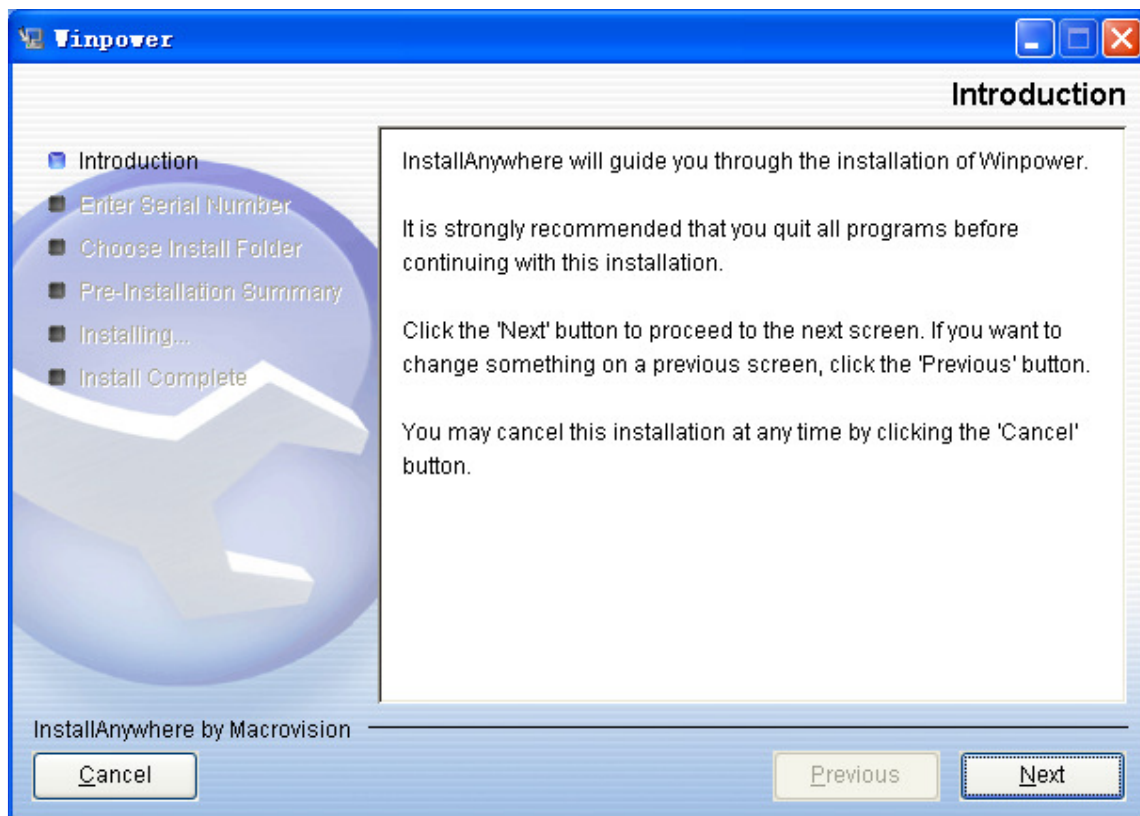 Winpower
Introduction
Introduction
Enter Serial Number
Choose Install Folder
Pre-Installation Summary
Installing...
Install Complete
InstallAnywhere will guide you through the installation of Winpower.
It is strongly recommended that you quit all programs before
continuing with this installation.
Click the 'Next' button to proceed to the next screen. If you want to
change something on a previous screen, click the 'Previous' button.
You may cancel this installation at any time by clicking the 'Cancel'
button.
InstallAnywhere by Macrovision
Cancel
Previous
Next